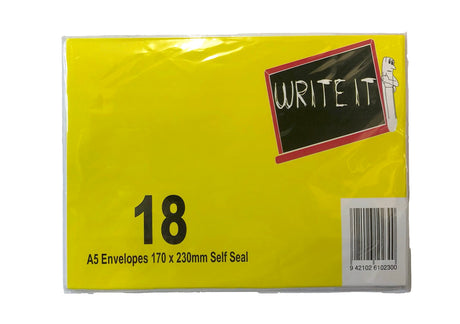 WRITE IT
18
A5 Envelopes 170 x 230mm Self Seal
9 421026 102300